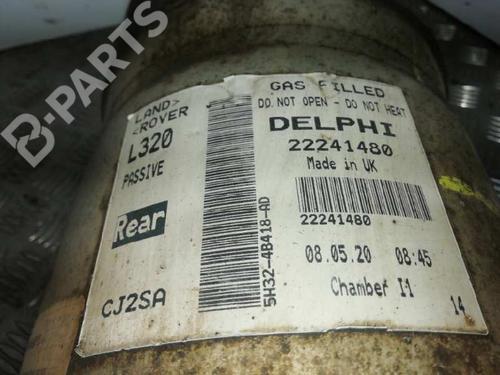 B-PARTS
GAS FILLED
DO NOT OPEN - DO NOT HEAT
LAND>
<ROVER
L320
PASSIVE
Rear
CJ2SA
5H32-4B418-AD
DELPHI
22241480
Made in UK
22241480
08.05.20 08:45
Chamber I1
14